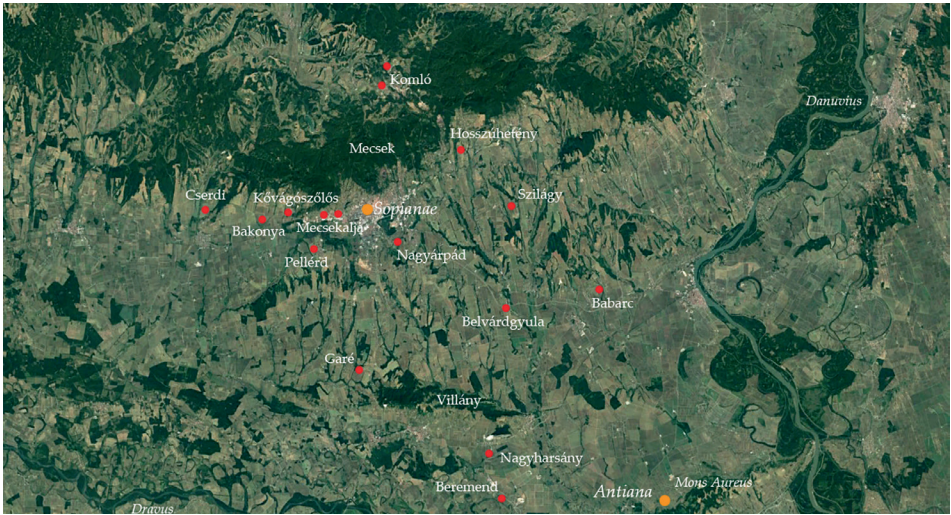 Komló
Danuvius
Hosszúhetény
Mecsek
Cserdi
Kővágószőlős
Szilágy
Sopianae
Bakonya
Mecsekalja
Nagyárpád
Pellérd
Babarc
Belvárdgyula
Garé
Villány
Nagyharsány
Beremend
Antiana
Mons Aureus
Dravus